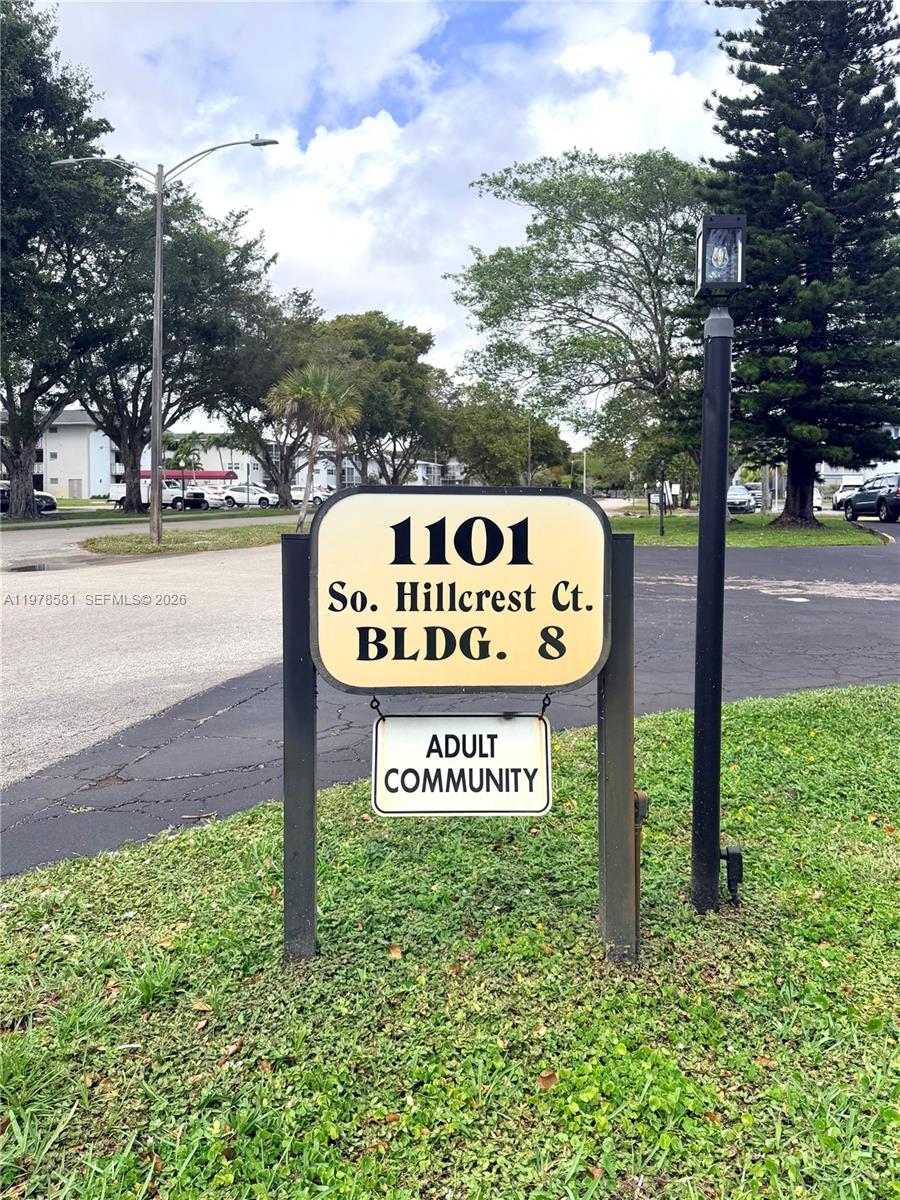 1101
So. Hillcrest Ct.
BLDG. 8
ADULT
COMMUNITY
A11978581 SEFMLS© 2026